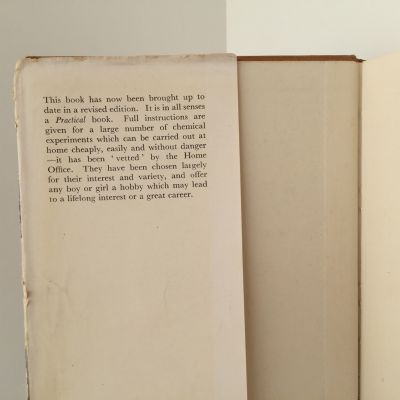 This book has now been brought up to
date in a revised edition. It is in all senses
a Practical book. Full instructions are
given for a large number of chemical
experiments which can be carried out at
home cheaply, easily and without danger
—it has been 'vetted' by the Home
Office. They have been chosen largely
for their interest and variety, and offer
any boy or girl a hobby which may lead
to a lifelong interest or a great career.